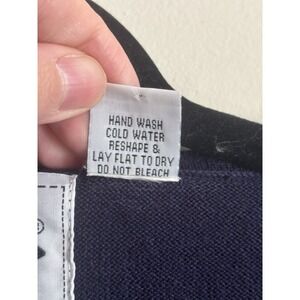 HAND WASH
COLD WATER
RESHAPE &
LAY FLAT TO DRY
DO NOT BLEACH
®